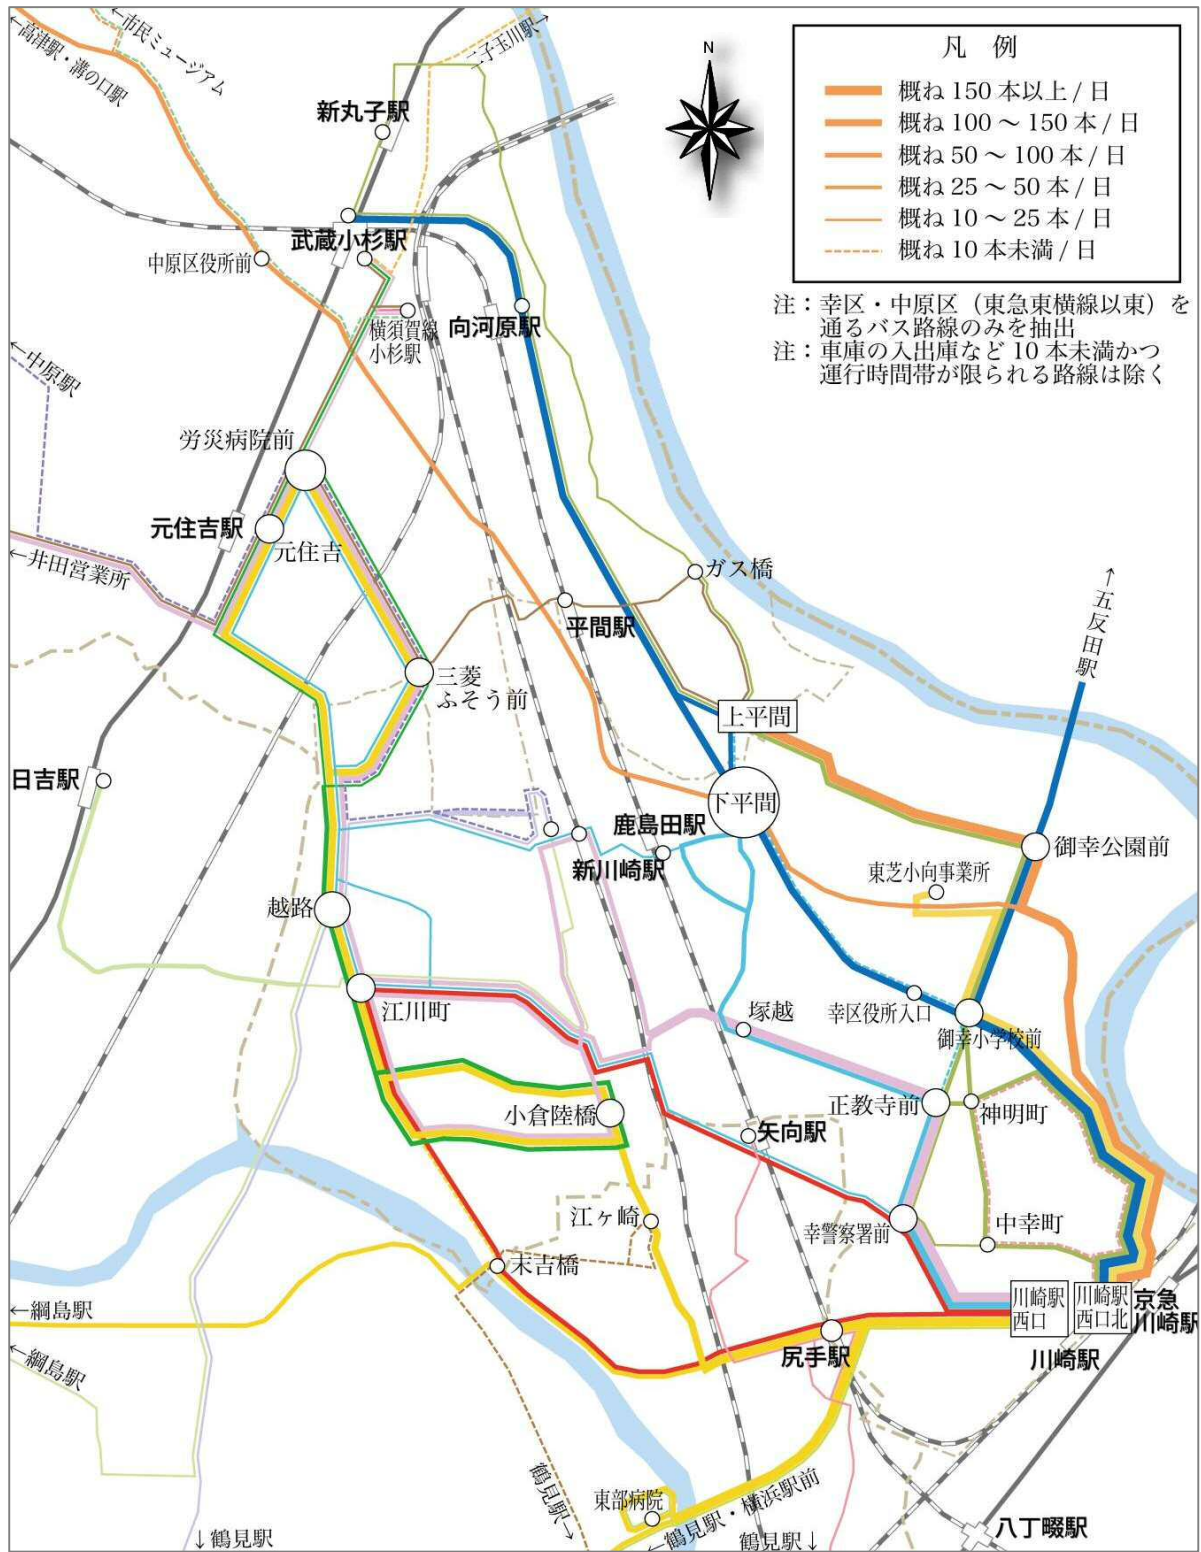 ←高津駅・溝の口駅
←市民ミュージアム
二子玉川駅→
N
凡 例
概ね 150 本以上 / 日
概ね 100 ～ 150 本 / 日
概ね 50 ～ 100 本 / 日
概ね 25 ～ 50 本 / 日
概ね 10 ～ 25 本 / 日
概ね 10 本未満 / 日
注：幸区・中原区（東急東横線以東）を
通るバス路線のみを抽出
注：車庫の入出庫など 10 本未満かつ
運行時間帯が限られる路線は除く
新丸子駅
武蔵小杉駅
中原区役所前
横須賀線
小杉駅
向河原駅
←中原駅
労災病院前
元住吉駅
元住吉
←井田営業所
ガス橋
平間駅
←五反田駅
三菱
ふそう前
上平間
日吉駅
下平間
鹿島田駅
新川崎駅
御幸公園前
東芝小向事業所
越路
江川町
塚越
幸区役所入口
御幸小学校前
小倉陸橋
正教寺前
神明町
矢向駅
江ヶ崎
幸警察署前
中幸町
末吉橋
←綱島駅
川崎駅
西口
川崎駅
西口北
京急
川崎駅
←綱島駅
尻手駅
川崎駅
鶴見駅→
東部病院
←鶴見駅・横浜駅前
八丁畷駅
↓鶴見駅
鶴見駅↓